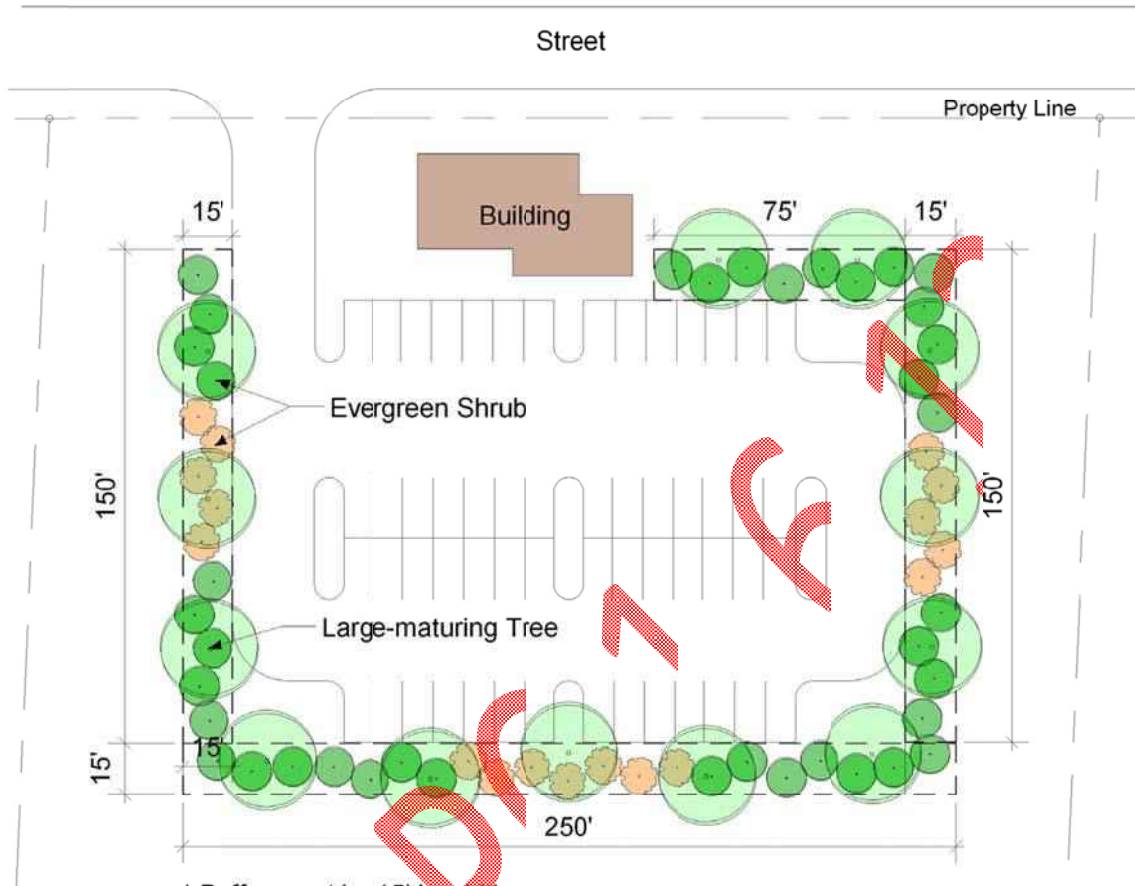 Street
Property Line
15'
Building
75'
15'
Evergreen Shrub
150'
150'
Large-maturing Tree
15'
15'
250'